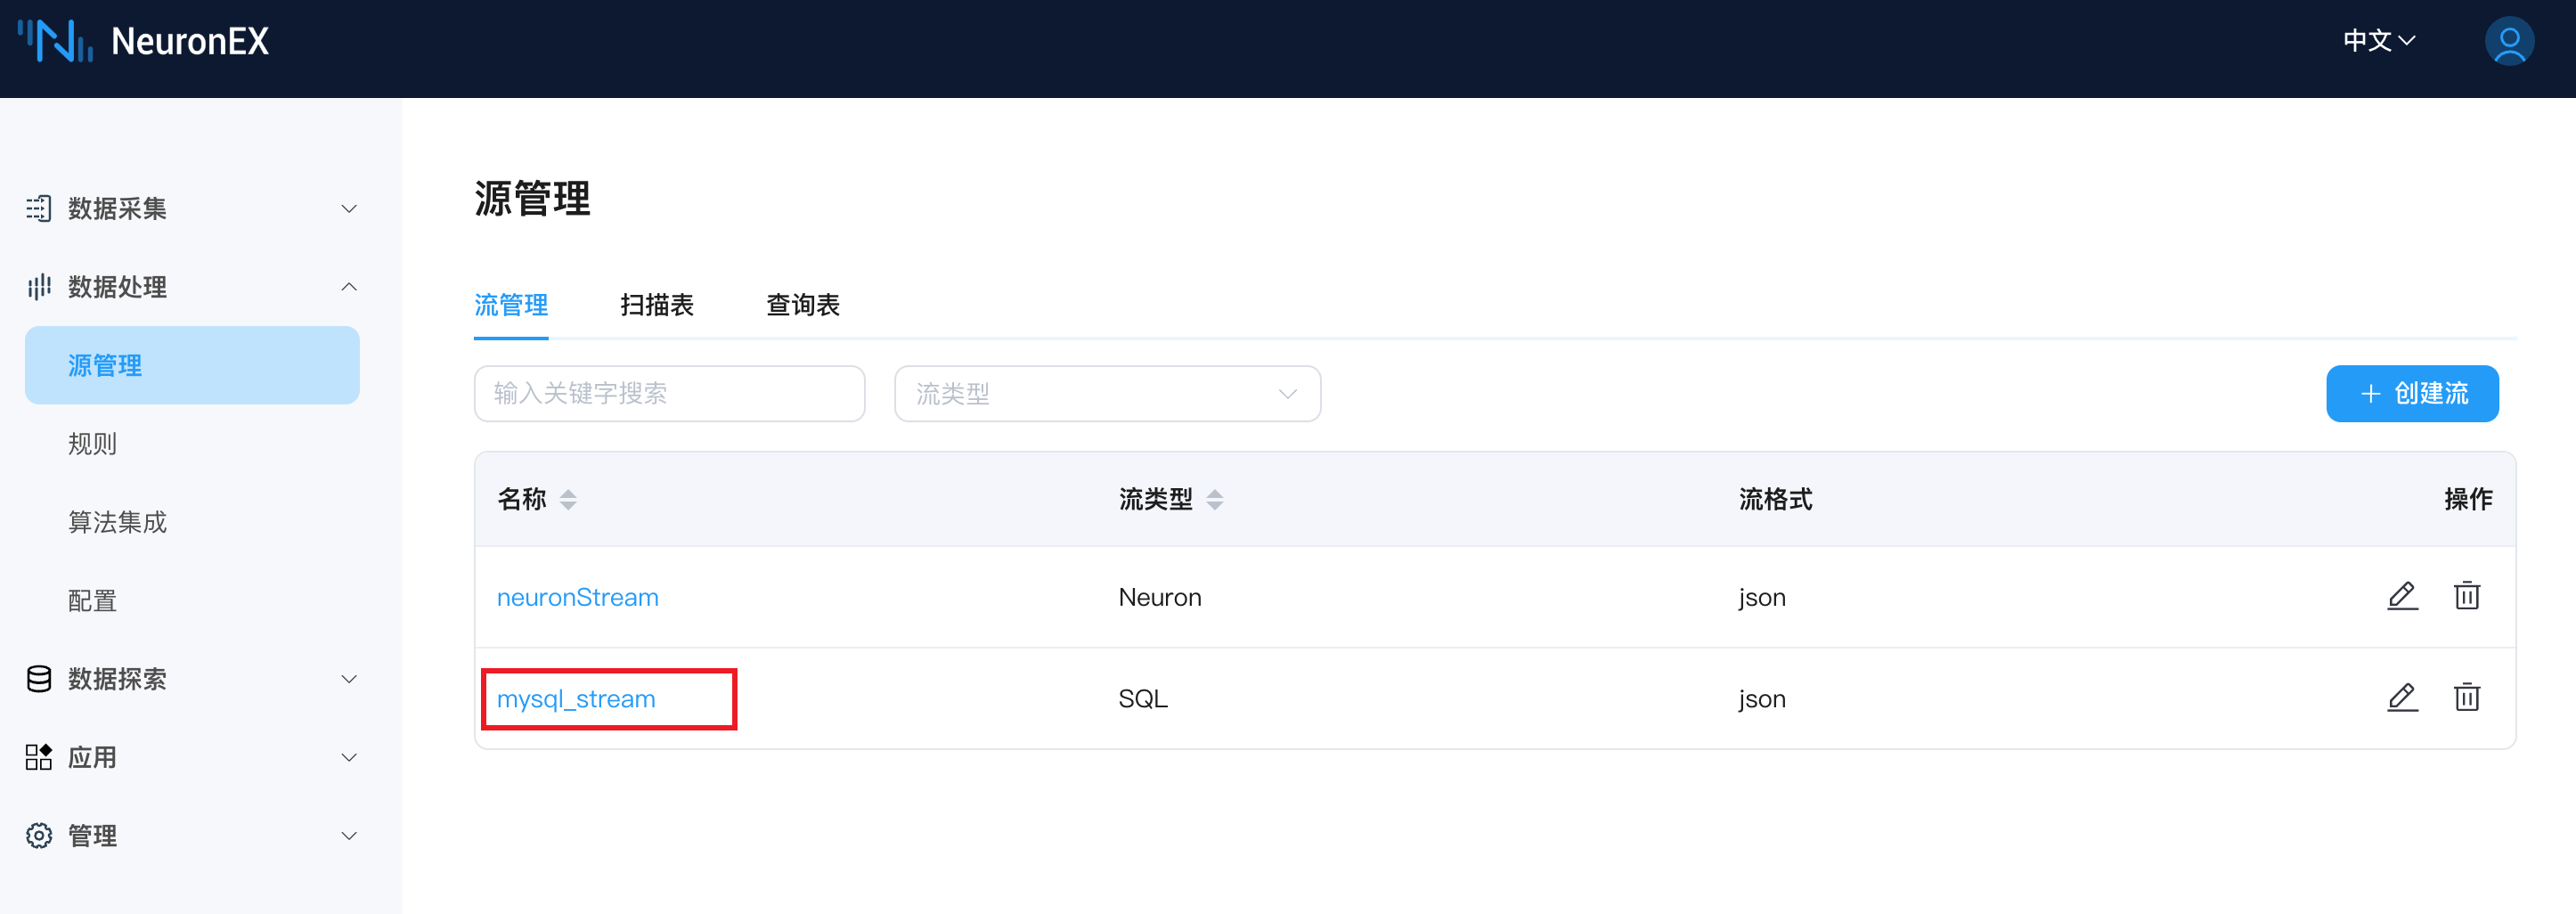 NeuronEX
中文
数据采集
数据处理
源管理
规则
算法集成
配置
数据探索
应用
管理
源管理
流管理 扫描表 查询表
输入关键字搜索 流类型 + 创建流
名称 流类型 流格式 操作
neuronStream Neuron json
mysql_stream SQL json